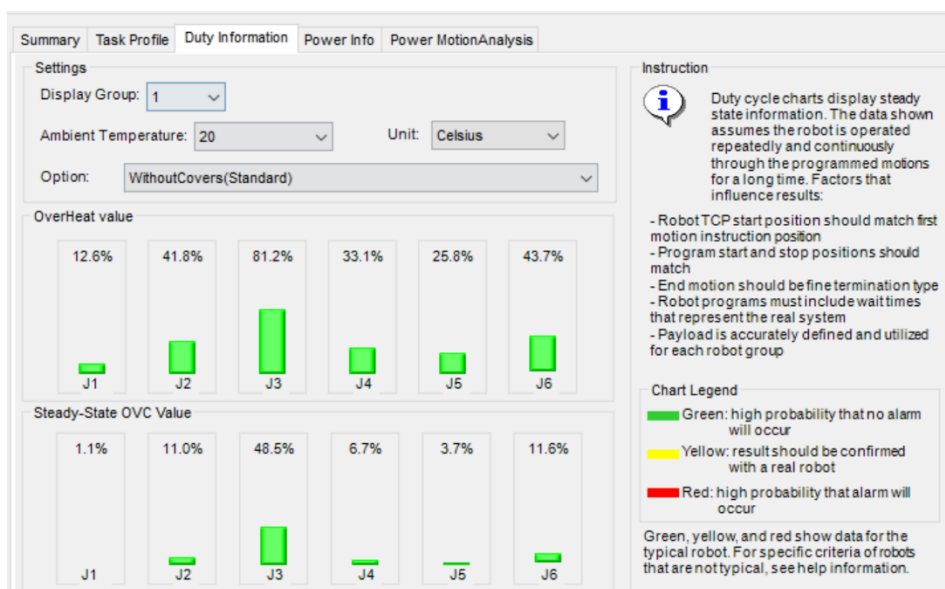 Summary Task Profile Duty Information Power Info Power MotionAnalysis
Settings
Display Group: 1
Ambient Temperature: 20 Unit: Celsius
Option: WithoutCovers(Standard)
OverHeat value
12.6% 41.8% 81.2% 33.1% 25.8% 43.7%
J1 J2 J3 J4 J5 J6
Steady-State OVC Value
1.1% 11.0% 48.5% 6.7% 3.7% 11.6%
J1 J2 J3 J4 J5 J6
Instruction
Duty cycle charts display steady
state information. The data shown
assumes the robot is operated
repeatedly and continuously
through the programmed motions
for a long time. Factors that
influence results:
- Robot TCP start position should match first
motion instruction position
- Program start and stop positions should
match
- End motion should be fine termination type
- Robot programs must include wait times
that represent the real system
- Payload is accurately defined and utilized
for each robot group
Chart Legend
Green: high probability that no alarm
will occur
Yellow: result should be confirmed
with a real robot
Red: high probability that alarm will
occur
Green, yellow, and red show data for the
typical robot. For specific criteria of robots
that are not typical, see help information.